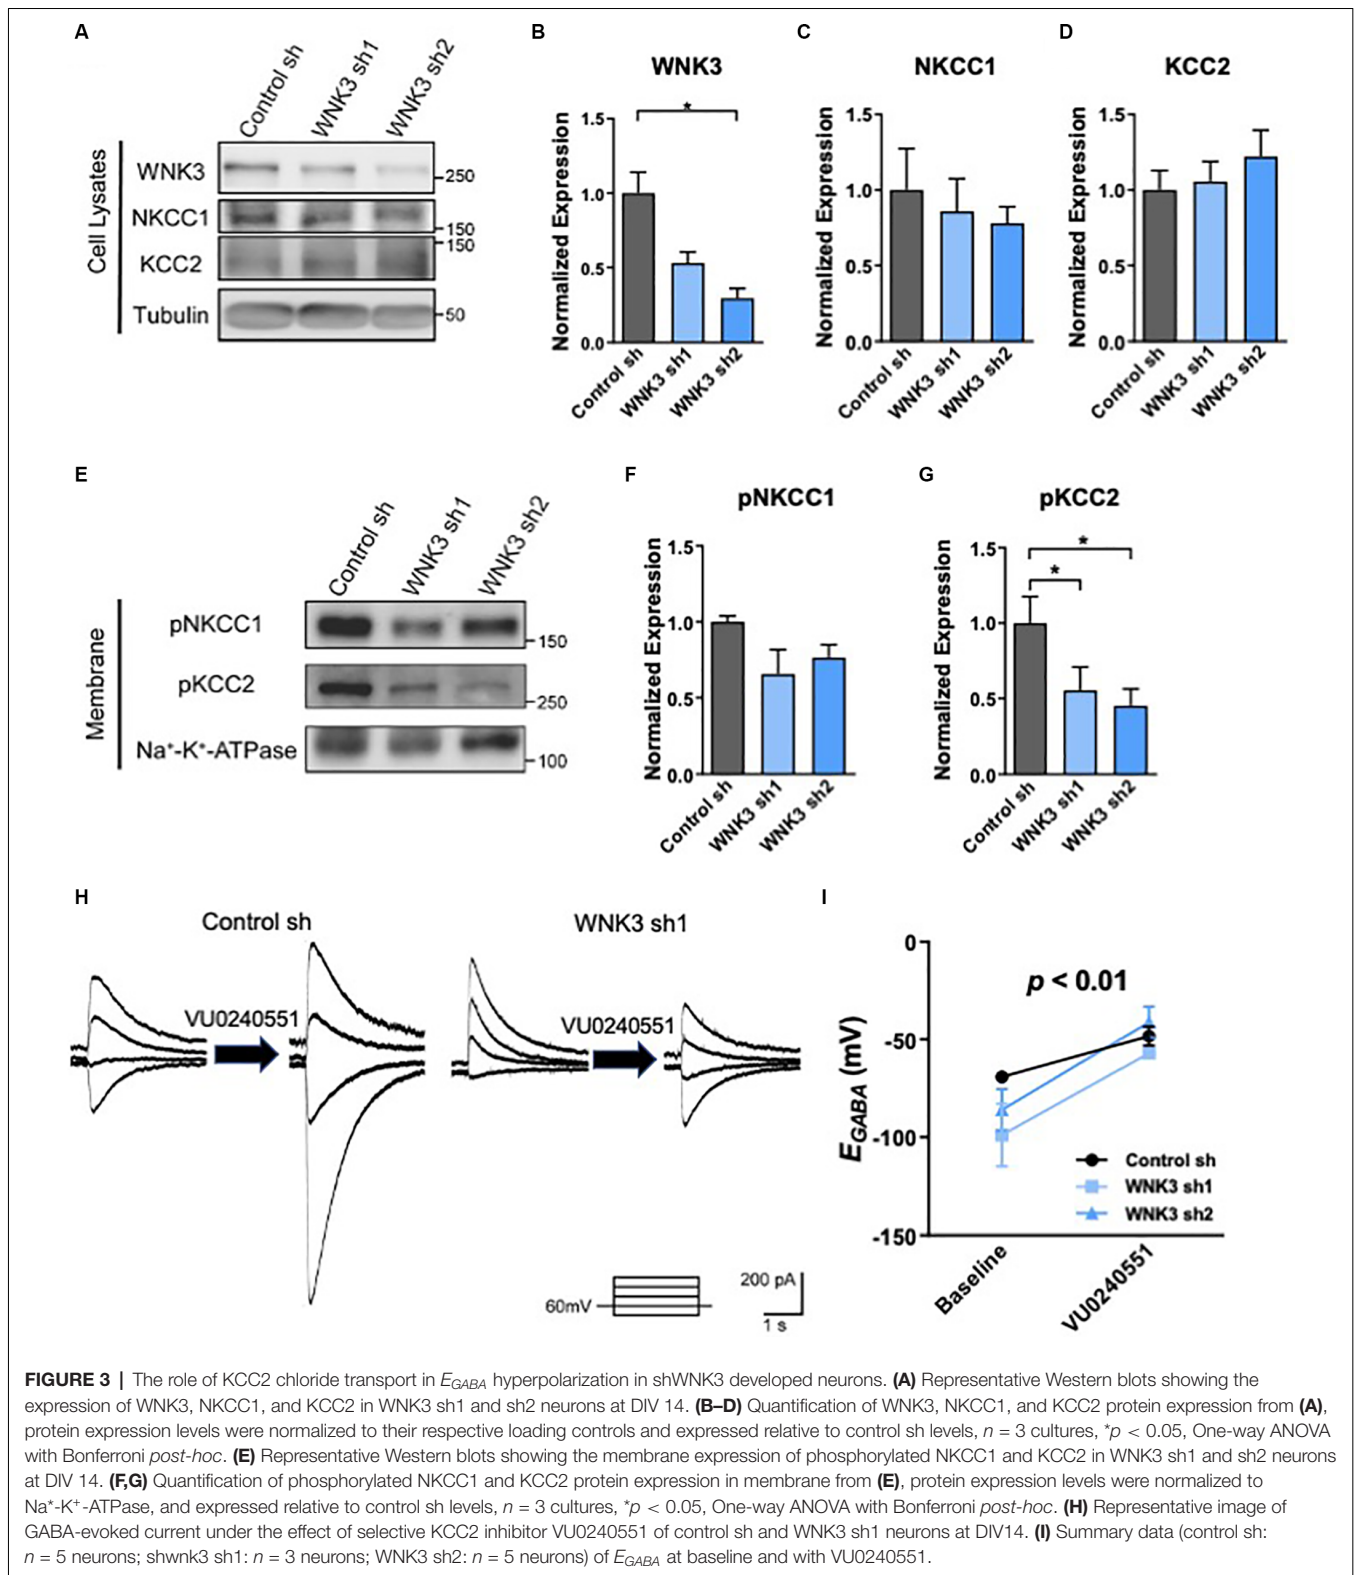 A
Control sh
WNK3 sh1
WNK3 sh2
Cell Lysates
WNK3
250
NKCC1
150
150
KCC2
Tubulin
50
B
WNK3
Normalized Expression
1.5
1.0
0.5
0.0
*
Control sh
WNK3 sh1
WNK3 sh2
C
NKCC1
Normalized Expression
1.5
1.0
0.5
0.0
Control sh
WNK3 sh1
WNK3 sh2
D
KCC2
Normalized Expression
1.5
1.0
0.5
0.0
Control sh
WNK3 sh1
WNK3 sh2
E
Control sh
WNK3 sh1
WNK3 sh2
Membrane
pNKCC1
150
pKCC2
250
Na⁺-K⁺-ATPase
100
F
pNKCC1
Normalized Expression
1.5
1.0
0.5
0.0
Control sh
WNK3 sh1
WNK3 sh2
G
pKCC2
Normalized Expression
1.5
1.0
0.5
0.0
*
*
Control sh
WNK3 sh1
WNK3 sh2
H
Control sh
WNK3 sh1
VU0240551
VU0240551
60mV
200 pA
1 s
I
E_GABA (mV)
0
-50
-100
-150
p < 0.01
Control sh
WNK3 sh1
WNK3 sh2
Baseline
VU0240551
FIGURE 3 | The role of KCC2 chloride transport in E_GABA hyperpolarization in shWNK3 developed neurons. (A) Representative Western blots showing the
expression of WNK3, NKCC1, and KCC2 in WNK3 sh1 and sh2 neurons at DIV 14. (B–D) Quantification of WNK3, NKCC1, and KCC2 protein expression from (A),
protein expression levels were normalized to their respective loading controls and expressed relative to control sh levels, n = 3 cultures, *p < 0.05, One-way ANOVA
with Bonferroni post-hoc. (E) Representative Western blots showing the membrane expression of phosphorylated NKCC1 and KCC2 in WNK3 sh1 and sh2 neurons
at DIV 14. (F,G) Quantification of phosphorylated NKCC1 and KCC2 protein expression in membrane from (E), protein expression levels were normalized to
Na*-K⁺-ATPase, and expressed relative to control sh levels, n = 3 cultures, *p < 0.05, One-way ANOVA with Bonferroni post-hoc. (H) Representative image of
GABA-evoked current under the effect of selective KCC2 inhibitor VU0240551 of control sh and WNK3 sh1 neurons at DIV14. (I) Summary data (control sh:
n = 5 neurons; shwnk3 sh1: n = 3 neurons; WNK3 sh2: n = 5 neurons) of E_GABA at baseline and with VU0240551.